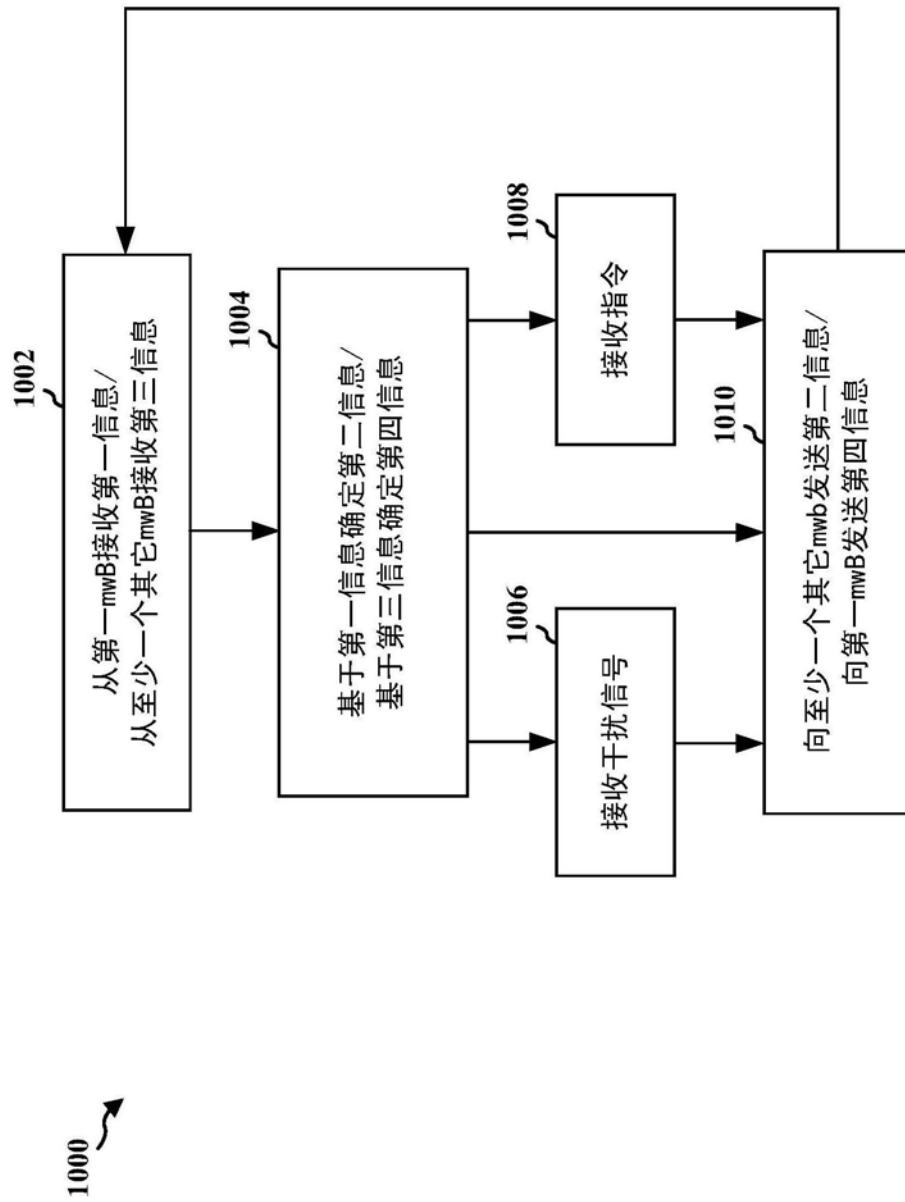 1000
1002
从第一mwB接收第一信息/
从至少一个其它mwB接收第三信息
1004
基于第一信息确定第二信息/
基于第三信息确定第四信息
1006
接收干扰信号
1008
接收指令
1010
向至少一个其它mwb发送第二信息/
向第一mwB发送第四信息